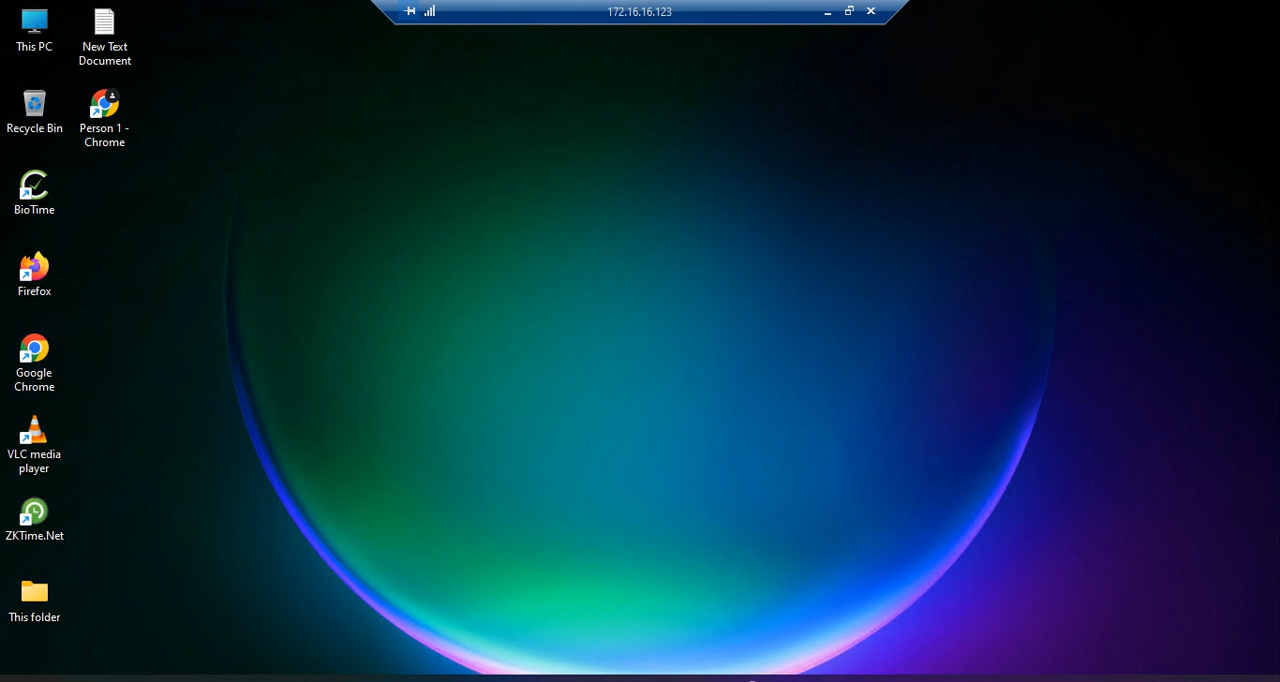 172.16.16.123
This PC
New Text
Document
Recycle Bin
Person 1 -
Chrome
BioTime
Firefox
Google
Chrome
VLC media
player
ZKTime.Net
This folder